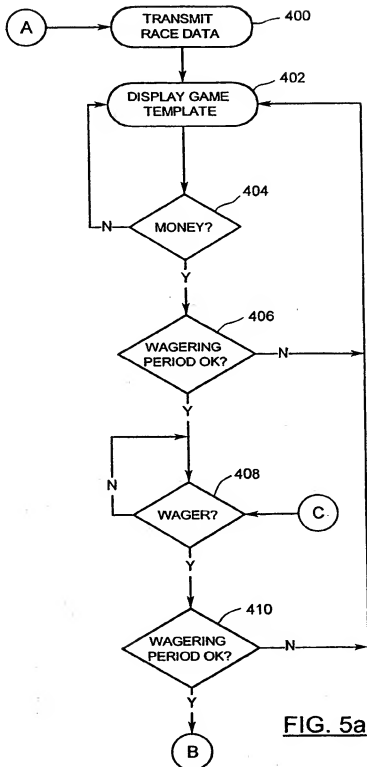 A
TRANSMIT
RACE DATA
400
DISPLAY GAME
TEMPLATE
402
404
N
MONEY?
Y
406
WAGERING
PERIOD OK?
N
Y
408
N
WAGER?
C
Y
410
WAGERING
PERIOD OK?
N
Y
B
FIG. 5a